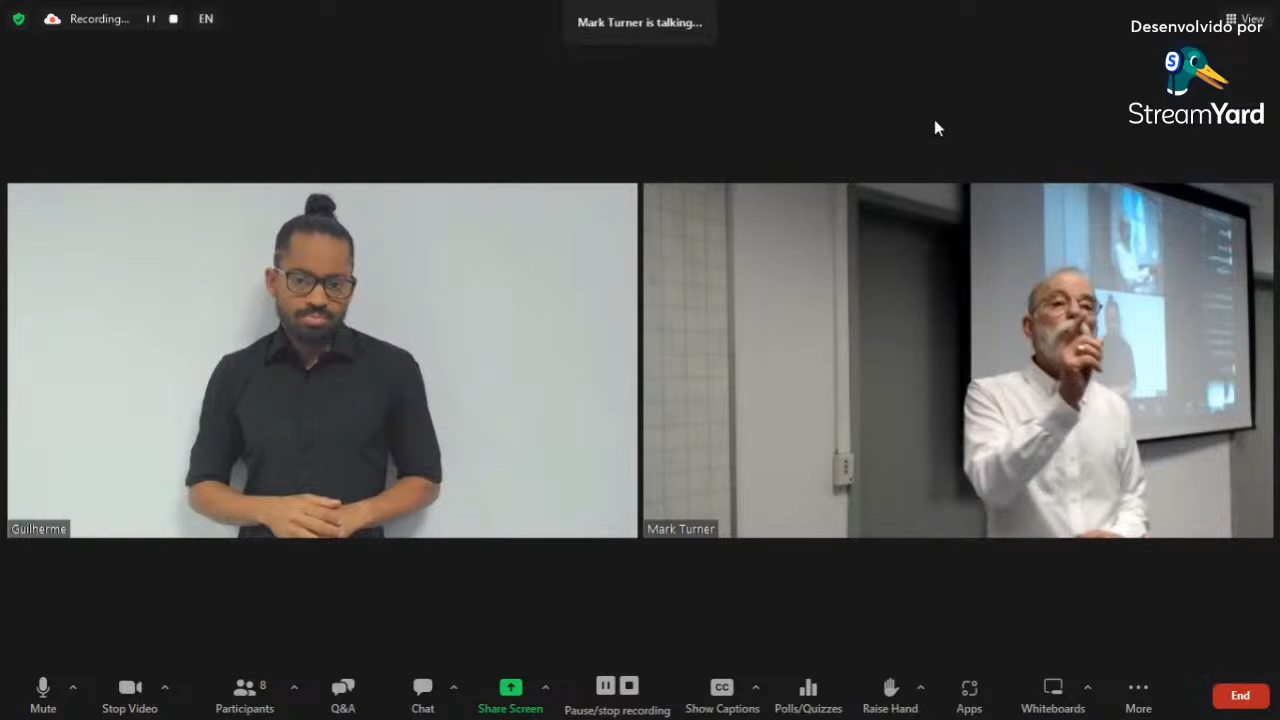 Recording...
EN
Mark Turner is talking...
View
Desenvolvido por
S
StreamYard
Guilherme
Mark Turner
Mute
Stop Video
8
Participants
Q&A
Chat
Share Screen
Pause/stop recording
CC
Show Captions
Polls/Quizzes
Raise Hand
Apps
Whiteboards
More
End